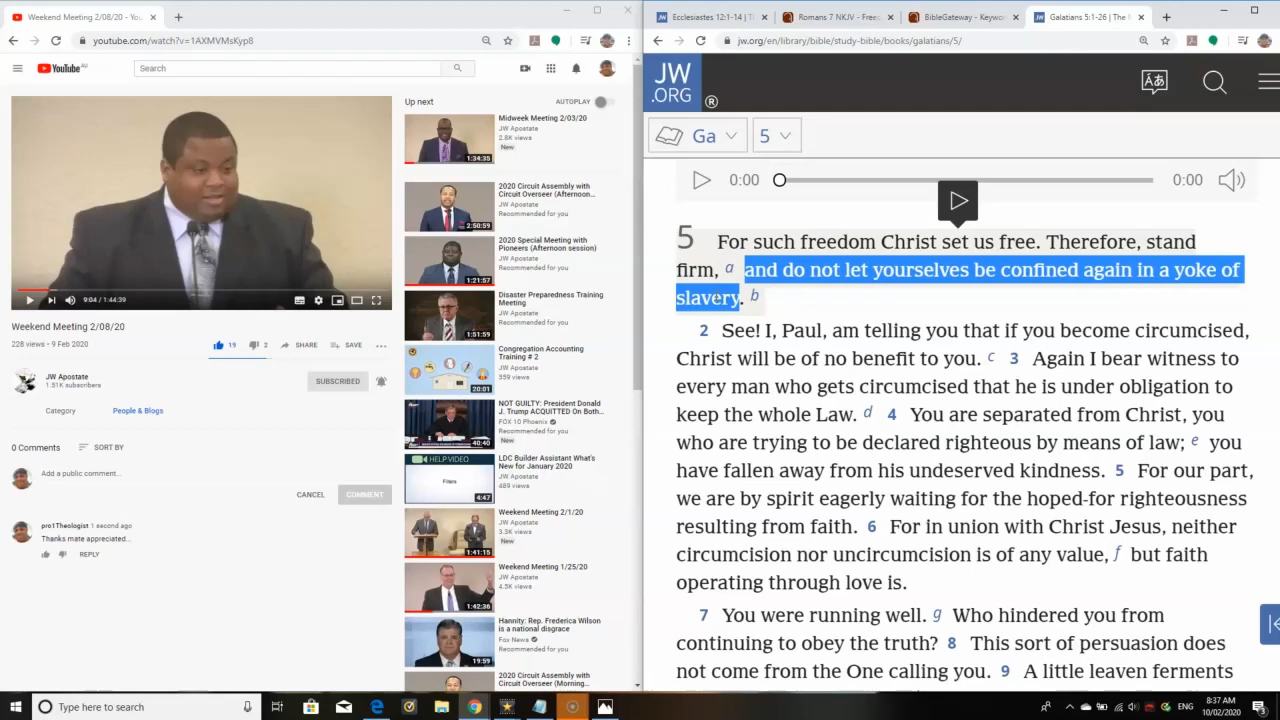 Weekend Meeting 2/08/20 - You
youtube.com/watch?v=1AXMVMsKyp8
YouTube AU
Search
9:04 / 1:44:39
Weekend Meeting 2/08/20
228 views • 9 Feb 2020
19
2
SHARE
SAVE
JW Apostate
1.51K subscribers
SUBSCRIBED
Category
People & Blogs
0 Comments
SORT BY
Add a public comment...
CANCEL
COMMENT
pro1Theologist 1 second ago
Thanks mate appreciated...
REPLY
Up next
AUTOPLAY
Midweek Meeting 2/03/20
JW Apostate
2.8K views
New
1:34:35
2020 Circuit Assembly with
Circuit Overseer (Afternoon...
JW Apostate
Recommended for you
2:50:59
2020 Special Meeting with
Pioneers (Afternoon session)
JW Apostate
Recommended for you
1:21:57
Disaster Preparedness Training
Meeting
JW Apostate
Recommended for you
1:51:59
Congregation Accounting
Training # 2
JW Apostate
359 views
20:01
NOT GUILTY: President Donald
J. Trump ACQUITTED On Both...
FOX 10 Phoenix
Recommended for you
New
40:40
LDC Builder Assistant What's
New for January 2020
JW Apostate
489 views
HELP VIDEO
Filters
4:47
Weekend Meeting 2/1/20
JW Apostate
3.3K views
New
1:41:15
Weekend Meeting 1/25/20
JW Apostate
4.5K views
1:42:36
Hannity: Rep. Frederica Wilson
is a national disgrace
Fox News
Recommended for you
19:59
2020 Circuit Assembly with
Circuit Overseer (Morning...
Ecclesiastes 12:1-14 | T
Romans 7 NKJV - Free
BibleGateway - Keywo
Galatians 5:1-26 | The N
jw.org/en/library/bible/study-bible/books/galatians/5/
JW
.ORG
®
Ga
5
0:00
0:00
5 For such freedom Christ set us free. Therefore, stand
firm, a and do not let yourselves be confined again in a yoke of
slavery. b
2 See! I, Paul, am telling you that if you become circumcised,
Christ will be of no benefit to you. c 3 Again I bear witness to
every man who gets circumcised that he is under obligation to
keep the whole Law. d 4 You are separated from Christ, you
who are trying to be declared righteous by means of law; e you
have fallen away from his undeserved kindness. 5 For our part,
we are by spirit eagerly waiting for the hoped-for righteousness
resulting from faith. 6 For in union with Christ Jesus, neither
circumcision nor uncircumcision is of any value, f but faith
operating through love is.
7 You were running well. g Who hindered you from
continuing to obey the truth? 8 This sort of persuasion does
not come from the One calling you. 9 A little leaven ferments
Type here to search
ENG
8:37 AM
10/02/2020
3